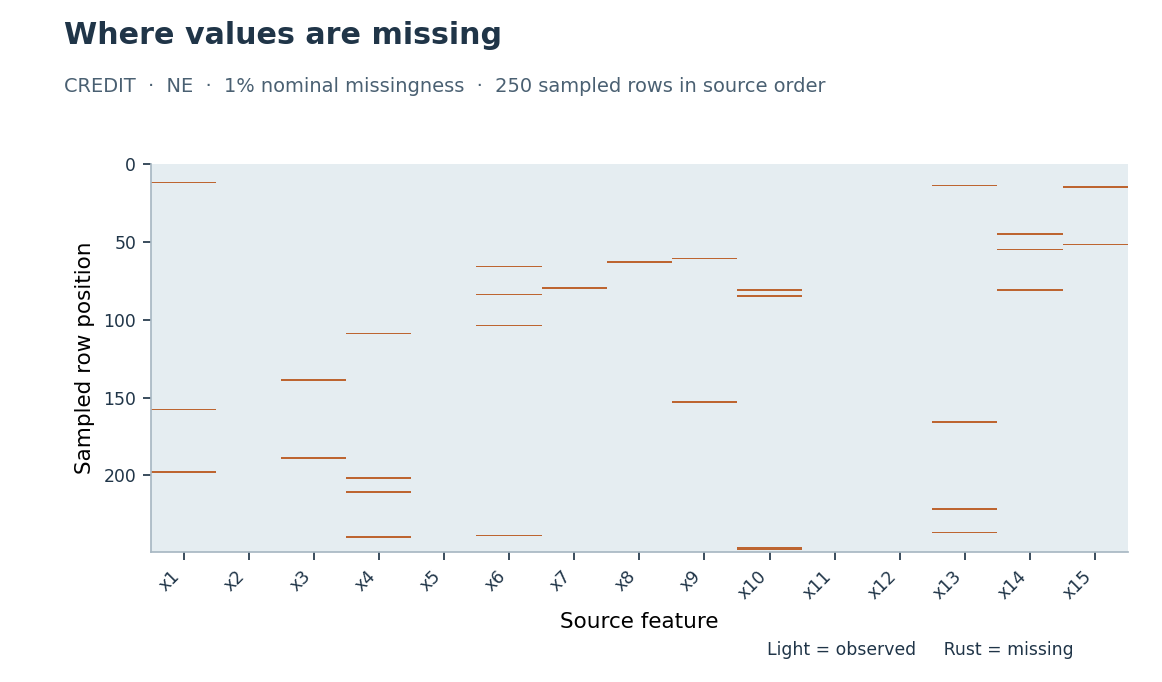 Where values are missing
CREDIT · NE · 1% nominal missingness · 250 sampled rows in source order
Sampled row position
0
50
100
150
200
x1 x2 x3 x4 x5 x6 x7 x8 x9 x10 x11 x12 x13 x14 x15
Source feature
Light = observed Rust = missing